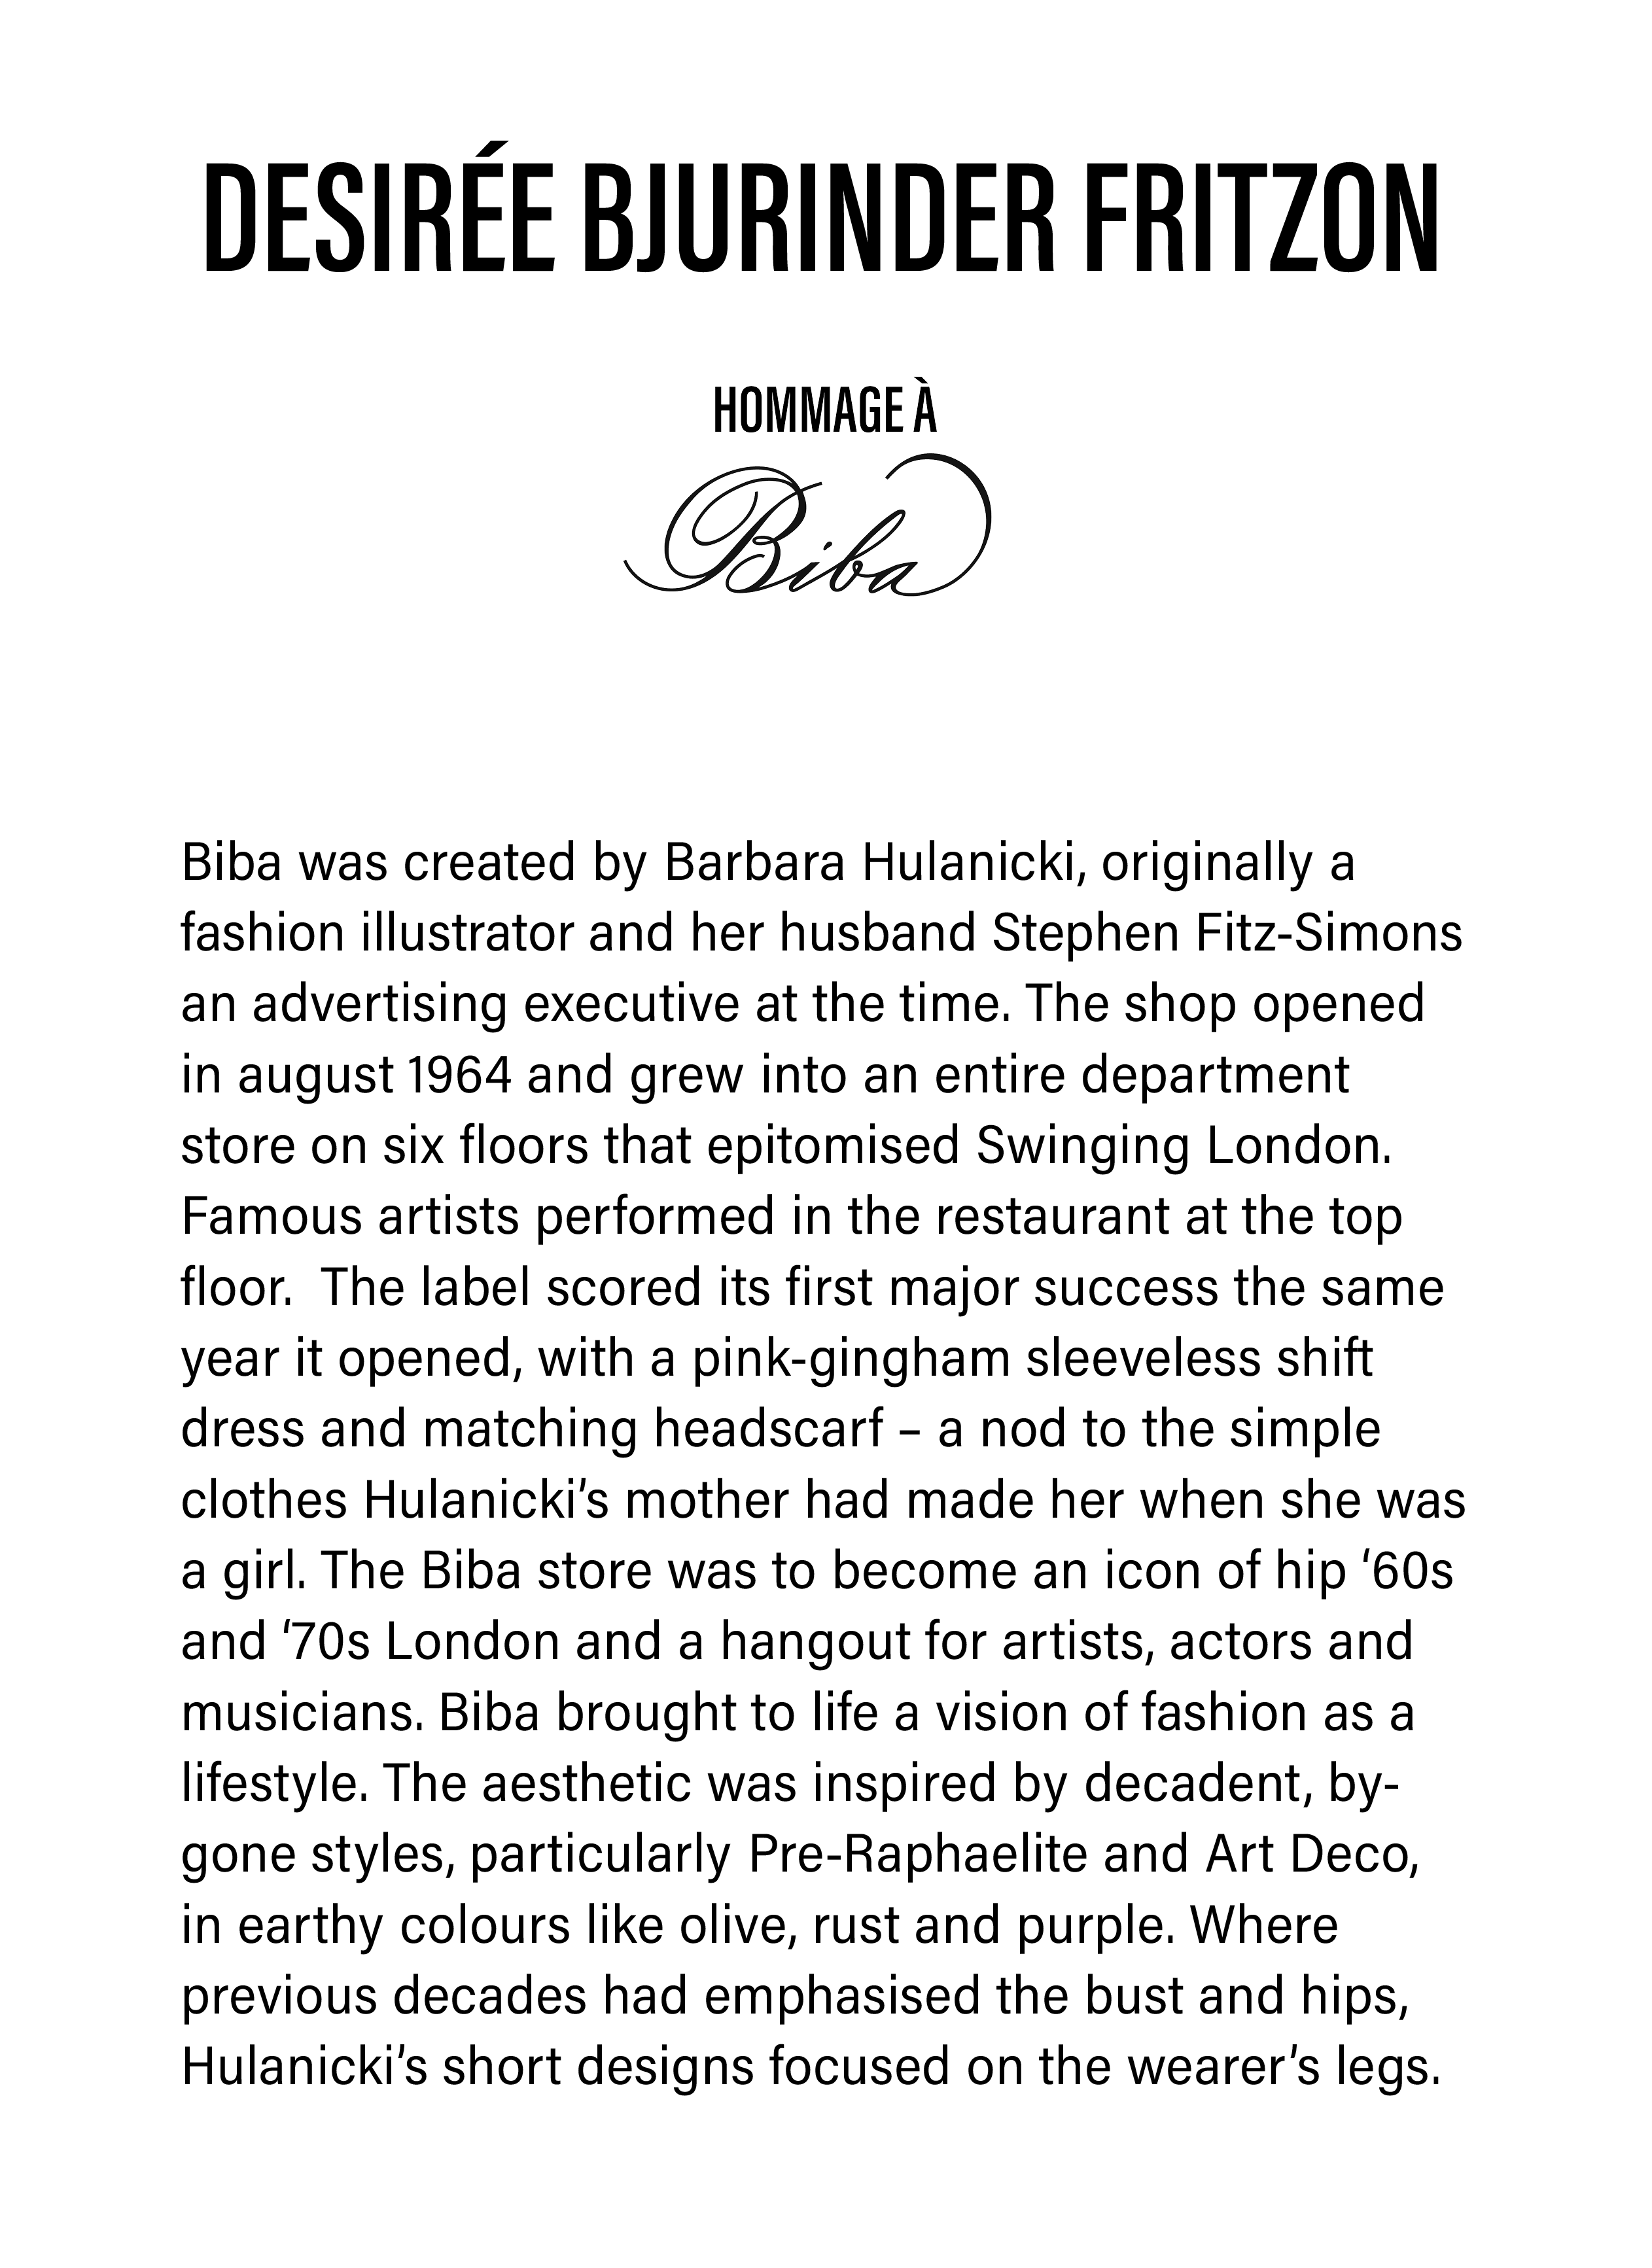 DESIRÉE BJURINDER FRITZON
HOMMAGE À
Biba
Biba was created by Barbara Hulanicki, originally a
fashion illustrator and her husband Stephen Fitz-Simons
an advertising executive at the time. The shop opened
in august 1964 and grew into an entire department
store on six floors that epitomised Swinging London.
Famous artists performed in the restaurant at the top
floor.  The label scored its first major success the same
year it opened, with a pink-gingham sleeveless shift
dress and matching headscarf – a nod to the simple
clothes Hulanicki’s mother had made her when she was
a girl. The Biba store was to become an icon of hip ‘60s
and ‘70s London and a hangout for artists, actors and
musicians. Biba brought to life a vision of fashion as a
lifestyle. The aesthetic was inspired by decadent, by-
gone styles, particularly Pre-Raphaelite and Art Deco,
in earthy colours like olive, rust and purple. Where
previous decades had emphasised the bust and hips,
Hulanicki’s short designs focused on the wearer’s legs.